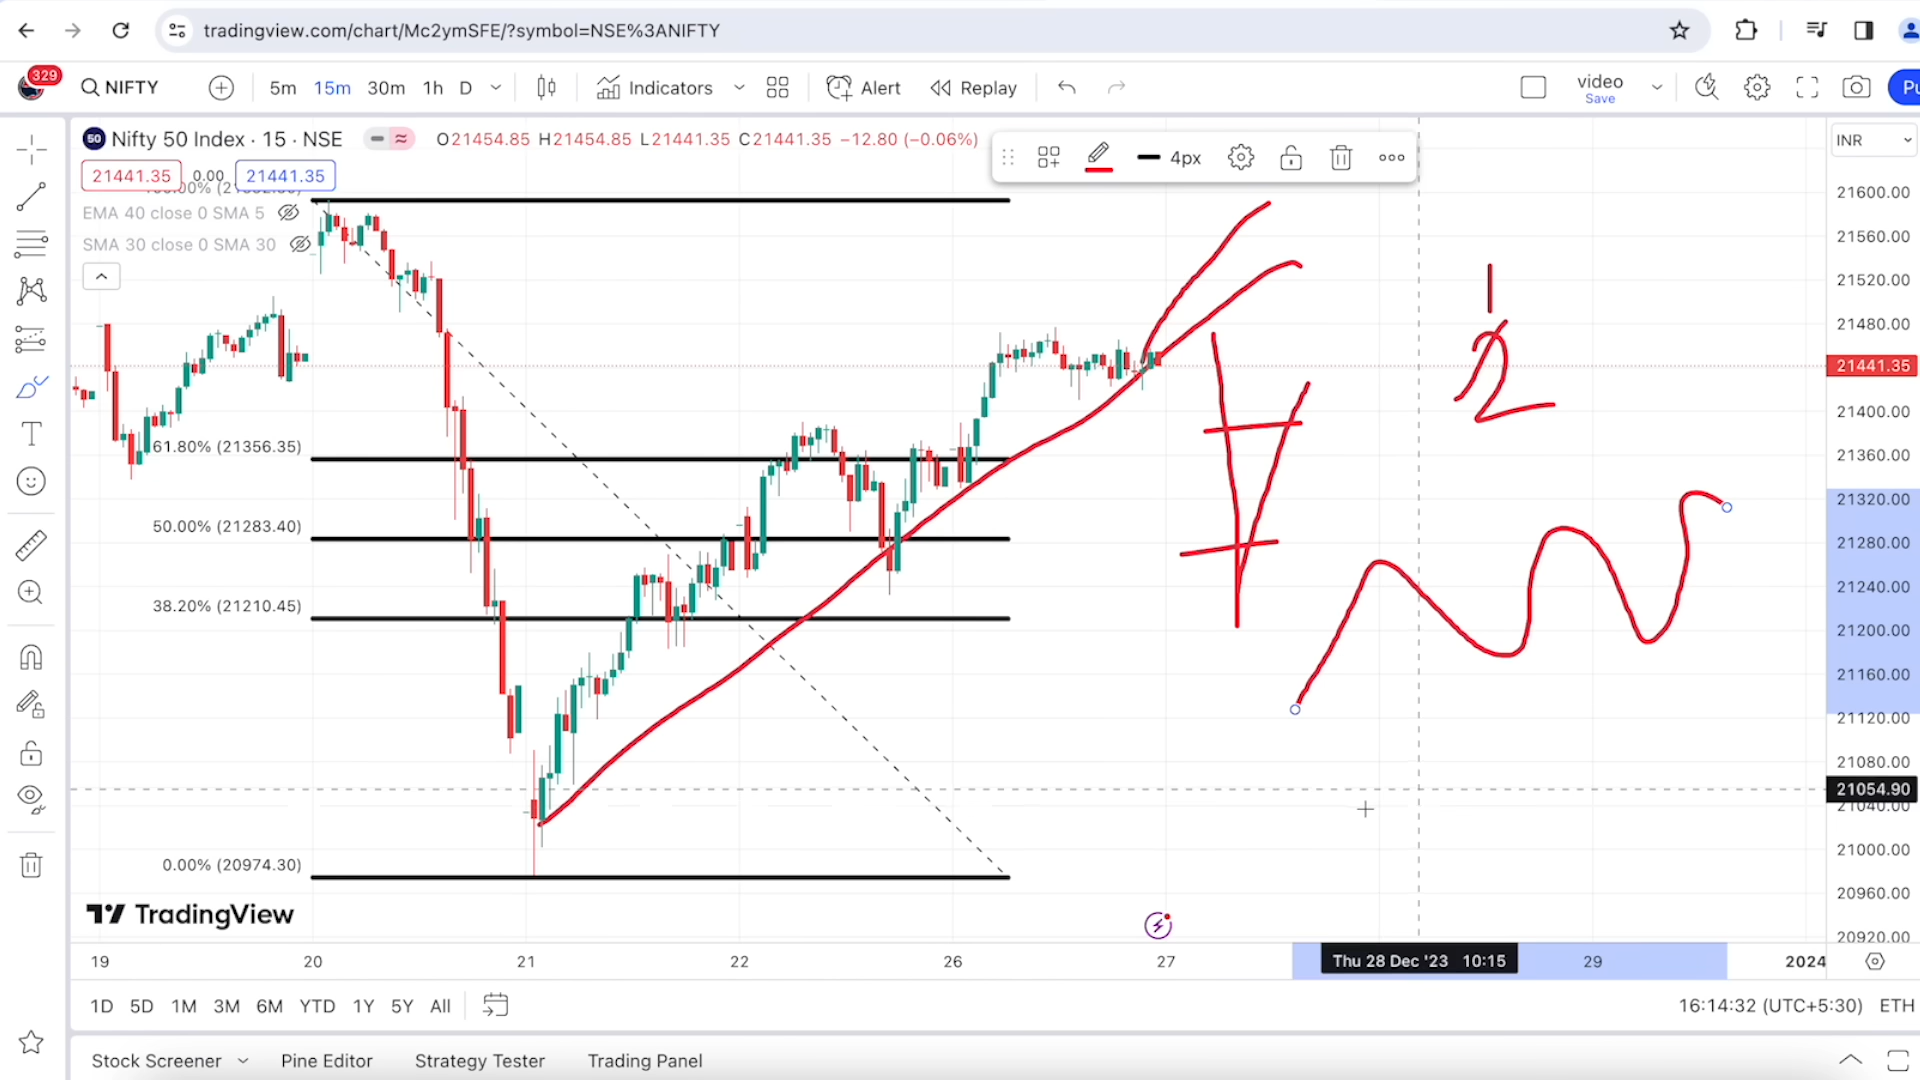 tradingview.com/chart/Mc2ymSFE/?symbol=NSE%3ANIFTY
329 NIFTY 5m 15m 30m 1h D Indicators Alert Replay video Save Pu
50 Nifty 50 Index · 15 · NSE O21454.85 H21454.85 L21441.35 C21441.35 −12.80 (−0.06%) 4px INR
21441.35 0.00 21441.35
EMA 40 close 0 SMA 5
SMA 30 close 0 SMA 30
61.80% (21356.35)
50.00% (21283.40)
38.20% (21210.45)
0.00% (20974.30)
1
2
21600.00
21560.00
21520.00
21480.00
21441.35
21400.00
21360.00
21320.00
21280.00
21240.00
21200.00
21160.00
21120.00
21080.00
21054.90
21040.00
21000.00
20960.00
20920.00
TradingView
19 20 21 22 26 27 Thu 28 Dec '23 10:15 29 2024
1D 5D 1M 3M 6M YTD 1Y 5Y All 16:14:32 (UTC+5:30) ETH
Stock Screener Pine Editor Strategy Tester Trading Panel